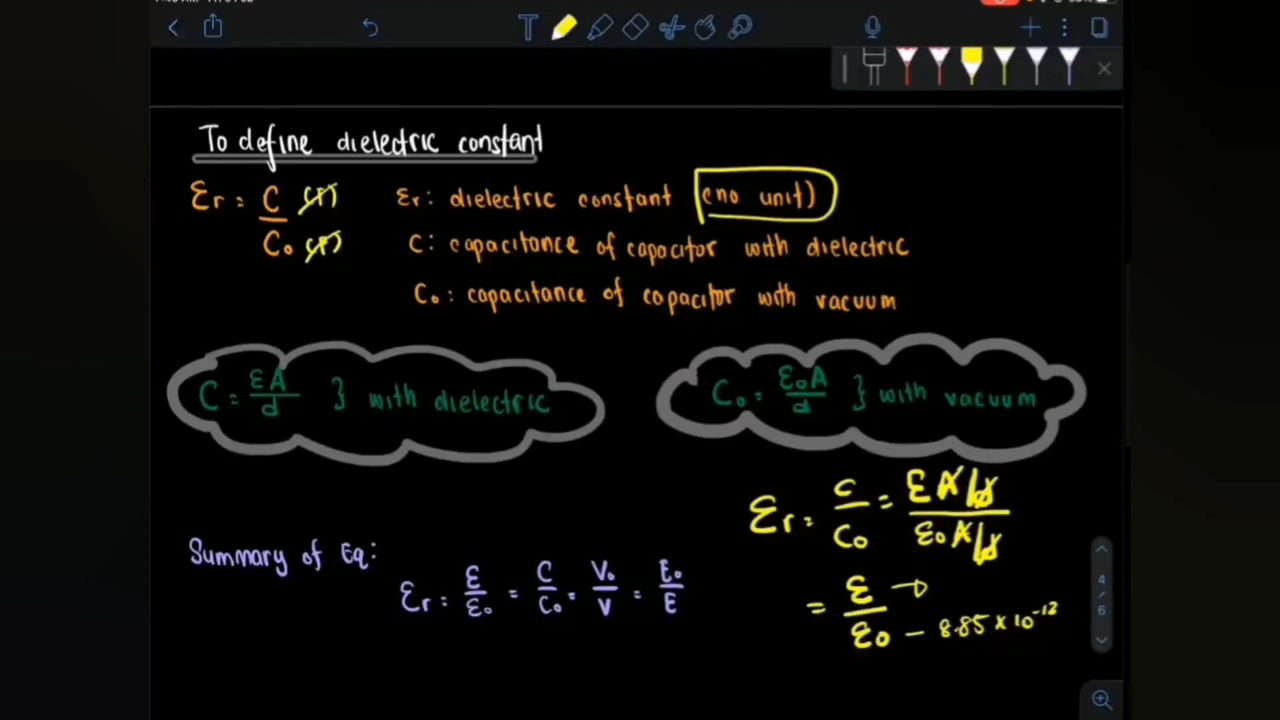 To define dielectric constant
εr = C (F) / C₀ (F)
εr: dielectric constant (no unit)
C: capacitance of capacitor with dielectric
C₀: capacitance of capacitor with vacuum
C = εA/d } with dielectric
C₀ = ε₀A/d } with vacuum
εr = C/C₀ = εA/d / ε₀A/d
= ε/ε₀ → 
– 8.85 × 10⁻¹²
Summary of Eq:
εr = ε/ε₀ = C/C₀ = V₀/V = E₀/E
4
/
6